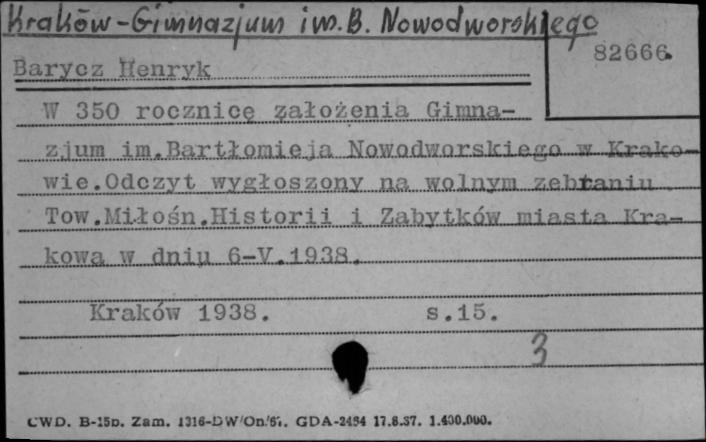 Kraków-Gimnazjum im. B. Nowodworskiego
82666.
Barycz Henryk
W 350 rocznicę założenia Gimna-
zjum im.Bartłomieja Nowodworskiego w Krako-
wie.Odczyt wygłoszony na wolnym zebraniu
Tow.Miłośn.Historii i Zabytków miasta Kra-
kowa w dniu 6-V.1938.
Kraków 1938. s.15.
3
CWD. B-15b. Zam. 1316-DW/On/67. GDA-2454 17.8.57. 1.400.000.